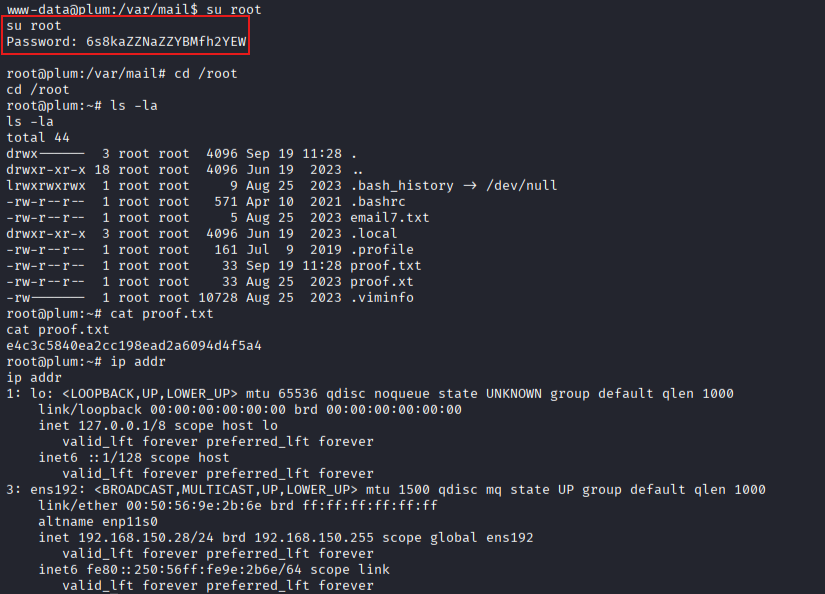 www-data@plum:/var/mail$ su root
su root
Password: 6s8kaZZNaZZYBMfh2YEW
root@plum:/var/mail# cd /root
cd /root
root@plum:~# ls -la
ls -la
total 44
drwx------  3 root root  4096 Sep 19 11:28 .
drwxr-xr-x 18 root root  4096 Jun 19  2023 ..
lrwxrwxrwx  1 root root     9 Aug 25  2023 .bash_history -> /dev/null
-rw-r--r--  1 root root   571 Apr 10  2021 .bashrc
-rw-r--r--  1 root root     5 Aug 25  2023 email7.txt
drwxr-xr-x  3 root root  4096 Jun 19  2023 .local
-rw-r--r--  1 root root   161 Jul  9  2019 .profile
-rw-r--r--  1 root root    33 Sep 19 11:28 proof.txt
-rw-r--r--  1 root root    33 Aug 25  2023 proof.xt
-rw-------  1 root root 10728 Aug 25  2023 .viminfo
root@plum:~# cat proof.txt
cat proof.txt
e4c3c5840ea2cc198ead2a6094d4f5a4
root@plum:~# ip addr
ip addr
1: lo: <LOOPBACK,UP,LOWER_UP> mtu 65536 qdisc noqueue state UNKNOWN group default qlen 1000
    link/loopback 00:00:00:00:00:00 brd 00:00:00:00:00:00
    inet 127.0.0.1/8 scope host lo
       valid_lft forever preferred_lft forever
    inet6 ::1/128 scope host
       valid_lft forever preferred_lft forever
3: ens192: <BROADCAST,MULTICAST,UP,LOWER_UP> mtu 1500 qdisc mq state UP group default qlen 1000
    link/ether 00:50:56:9e:2b:6e brd ff:ff:ff:ff:ff:ff
    altname enp11s0
    inet 192.168.150.28/24 brd 192.168.150.255 scope global ens192
       valid_lft forever preferred_lft forever
    inet6 fe80::250:56ff:fe9e:2b6e/64 scope link
       valid_lft forever preferred_lft forever